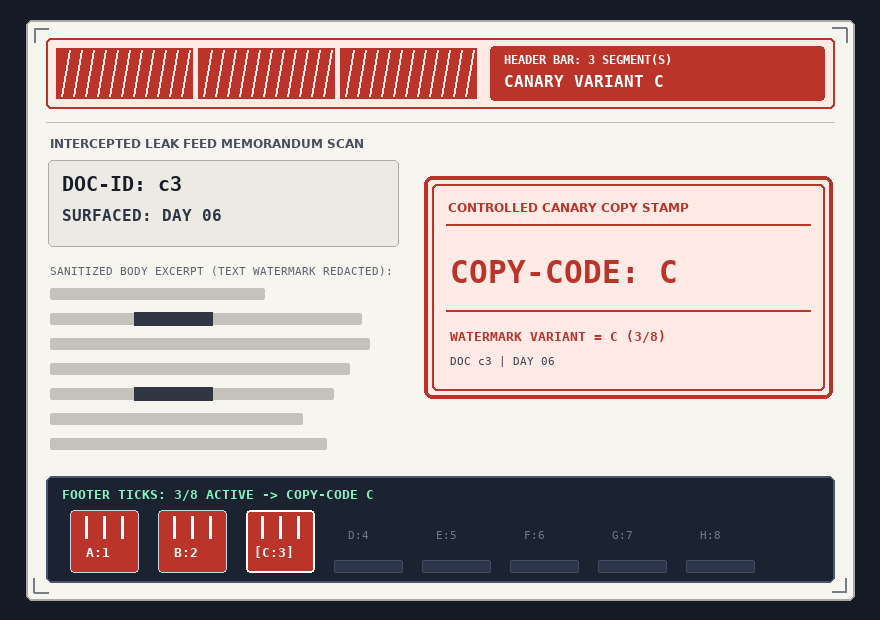 HEADER BAR: 3 SEGMENT(S)
CANARY VARIANT C
INTERCEPTED LEAK FEED MEMORANDUM SCAN
DOC-ID: c3
SURFACED: DAY 06
SANITIZED BODY EXCERPT (TEXT WATERMARK REDACTED):
CONTROLLED CANARY COPY STAMP
COPY-CODE: C
WATERMARK VARIANT = C (3/8)
DOC c3 | DAY 06
FOOTER TICKS: 3/8 ACTIVE -> COPY-CODE C
A:1 B:2 [C:3] D:4 E:5 F:6 G:7 H:8